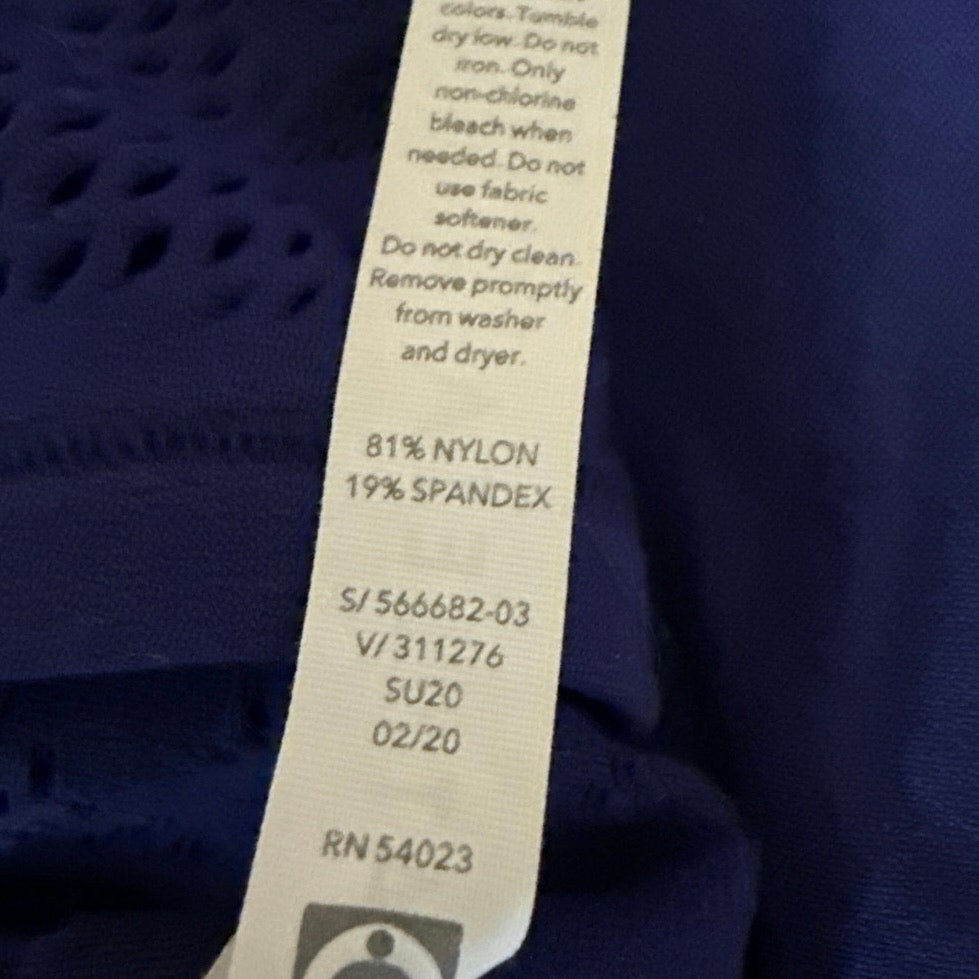 colors. Tumble
dry low. Do not
iron. Only
non-chlorine
bleach when
needed. Do not
use fabric
softener.
Do not dry clean.
Remove promptly
from washer
and dryer.
81% NYLON
19% SPANDEX
S/ 566682-03
V/ 311276
SU20
02/20
RN 54023